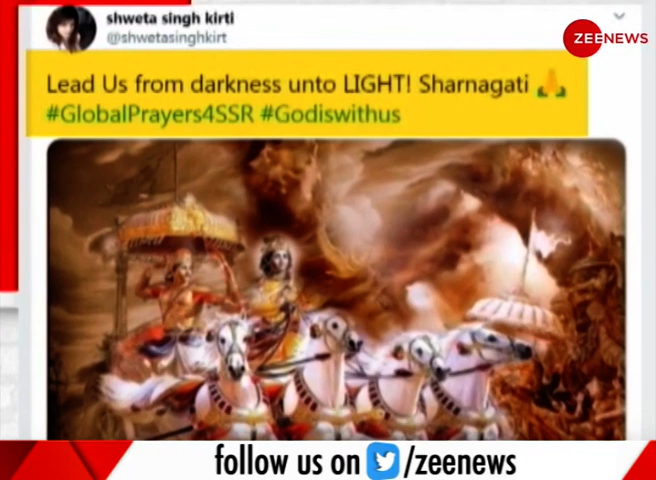 shweta singh kirti
@shwetasinghkirt
ZEENEWS
Lead Us from darkness unto LIGHT! Sharnagati 🙏
#GlobalPrayers4SSR #Godiswithus
follow us on /zeenews